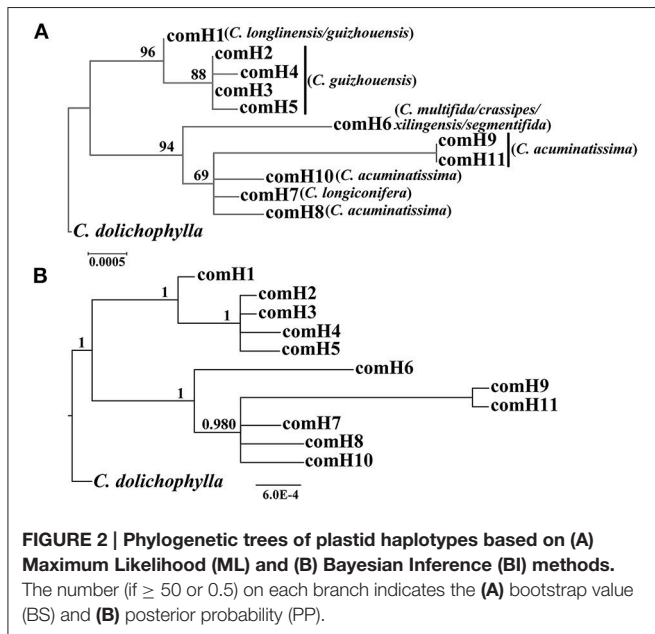 A
comH1(C. longlinensis/guizhouensis)
96
comH2
88
comH4
(C. guizhouensis)
comH3
comH5
(C. multifida/crassipes/
comH6 xilingensis/segmentifida)
94
comH9
(C. acuminatissima)
comH11
69
comH10(C. acuminatissima)
comH7(C. longiconifera)
comH8(C. acuminatissima)
C. dolichophylla
0.0005
B
comH1
1
comH2
1
comH3
comH4
1
comH5
comH6
1
comH9
comH11
0.980
comH7
comH8
comH10
C. dolichophylla
6.0E-4
FIGURE 2 | Phylogenetic trees of plastid haplotypes based on (A)
Maximum Likelihood (ML) and (B) Bayesian Inference (BI) methods.
The number (if ≥ 50 or 0.5) on each branch indicates the (A) bootstrap value
(BS) and (B) posterior probability (PP).